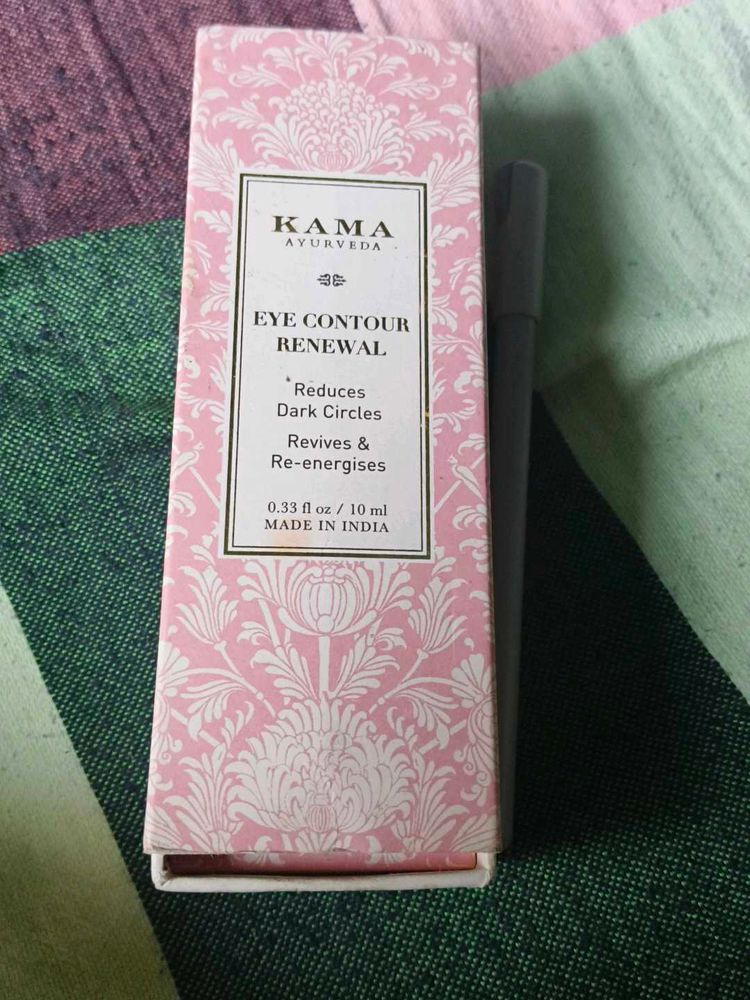 KAMA
AYURVEDA
EYE CONTOUR
RENEWAL
Reduces
Dark Circles
Revives &
Re-energises
0.33 fl oz / 10 ml
MADE IN INDIA